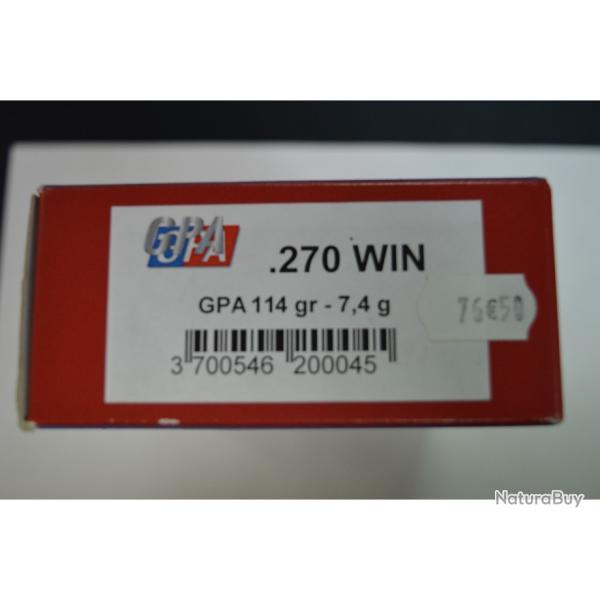 GPA
.270 WIN
GPA 114 gr - 7,4 g
76€50
3 700546 200045
NaturaBuy